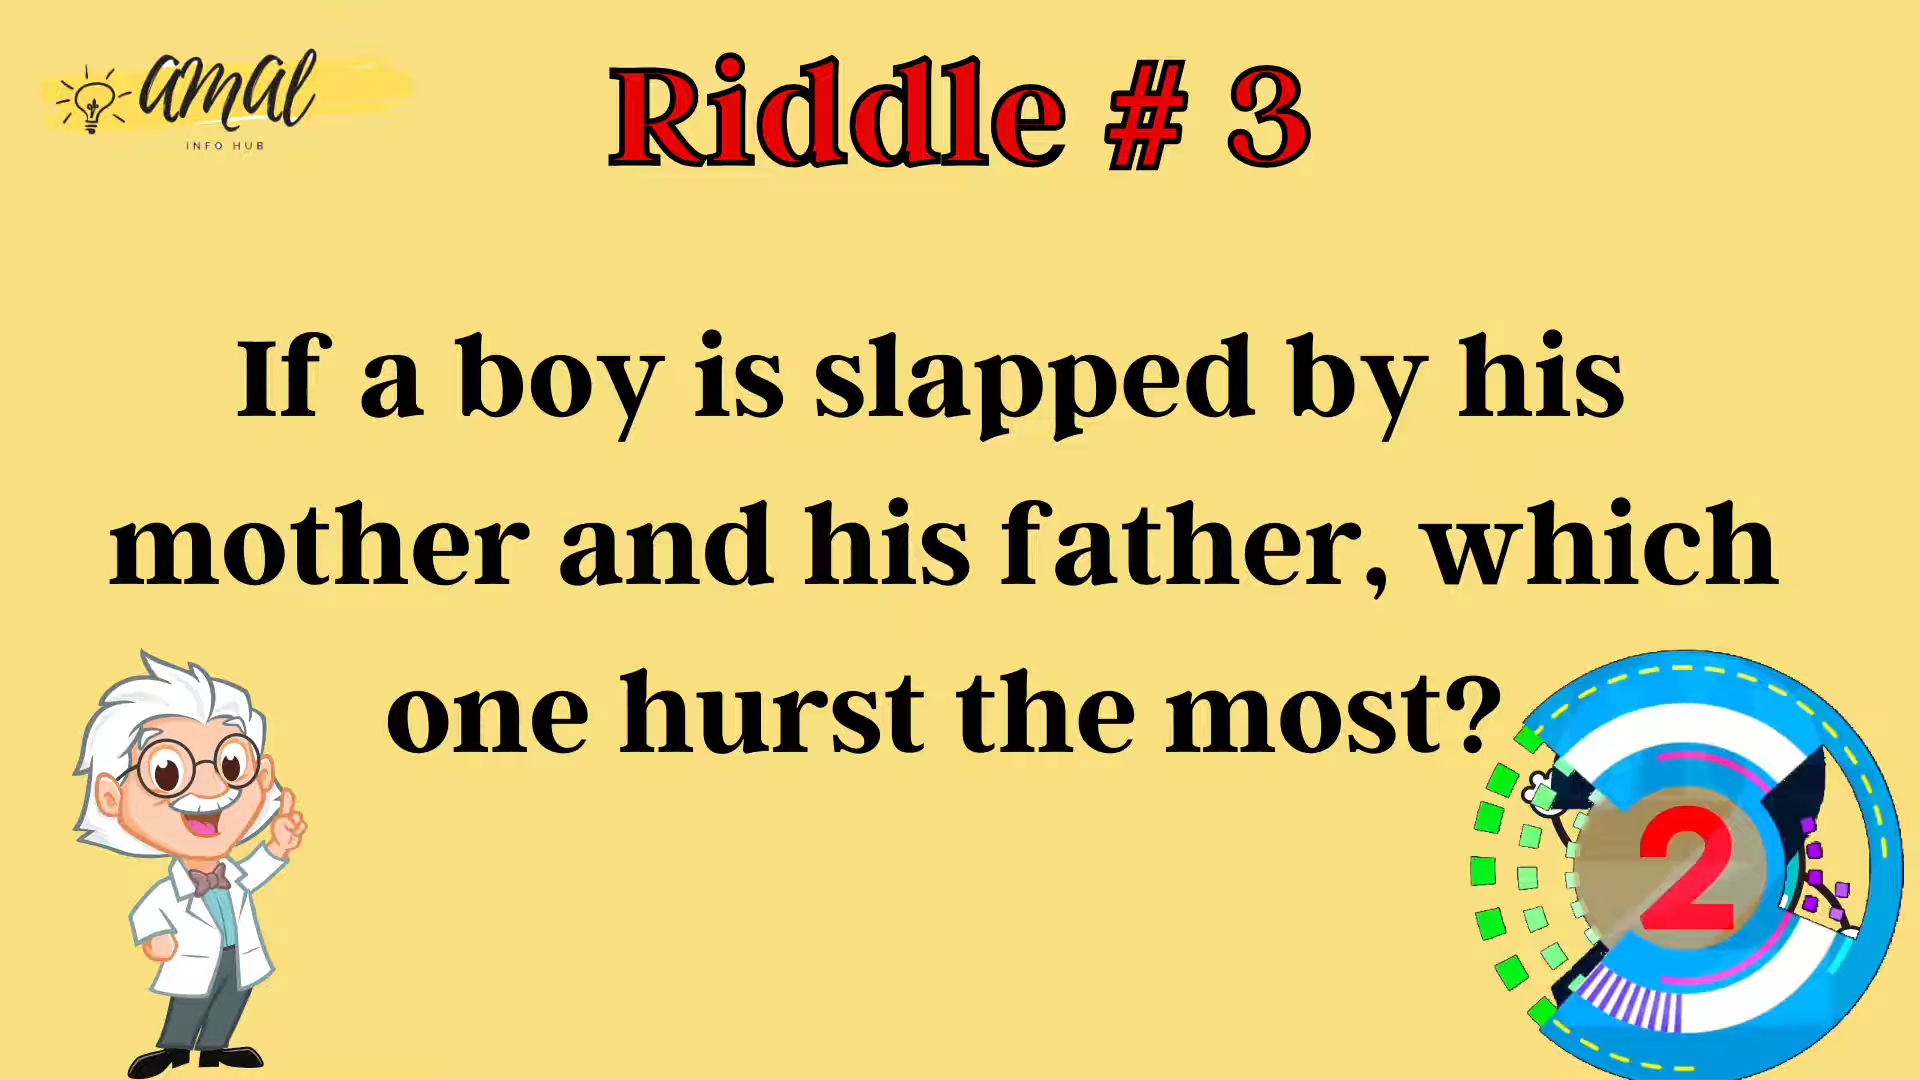 amal
INFO HUB
Riddle # 3
If a boy is slapped by his
mother and his father, which
one hurst the most?
2